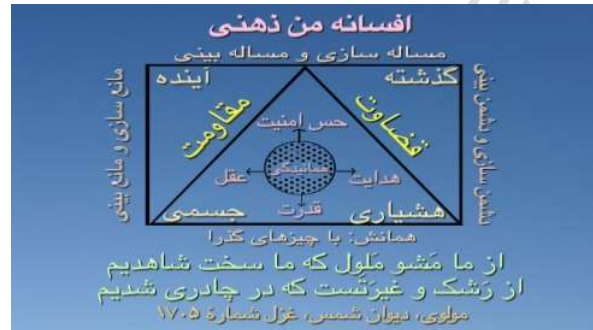 افسانه من ذهنی
مساله سازی و مساله بینی
گذشته
آینده
دشمن سازی و دشمن بینی
مانع سازی و مانع بینی
قضاوت
مقاومت
حس امنیت
هدایت
همانیدگی
عقل
قدرت
هشیاری جسمی
همانش: با چیزهای گذرا
از ما مَشو مَلول که ما سخت شاهدیم
از رَشک و غیرَتَست که در چادری شدیم
مولوی، دیوان شمس، غزل شمارهٔ ۱۷۰۵